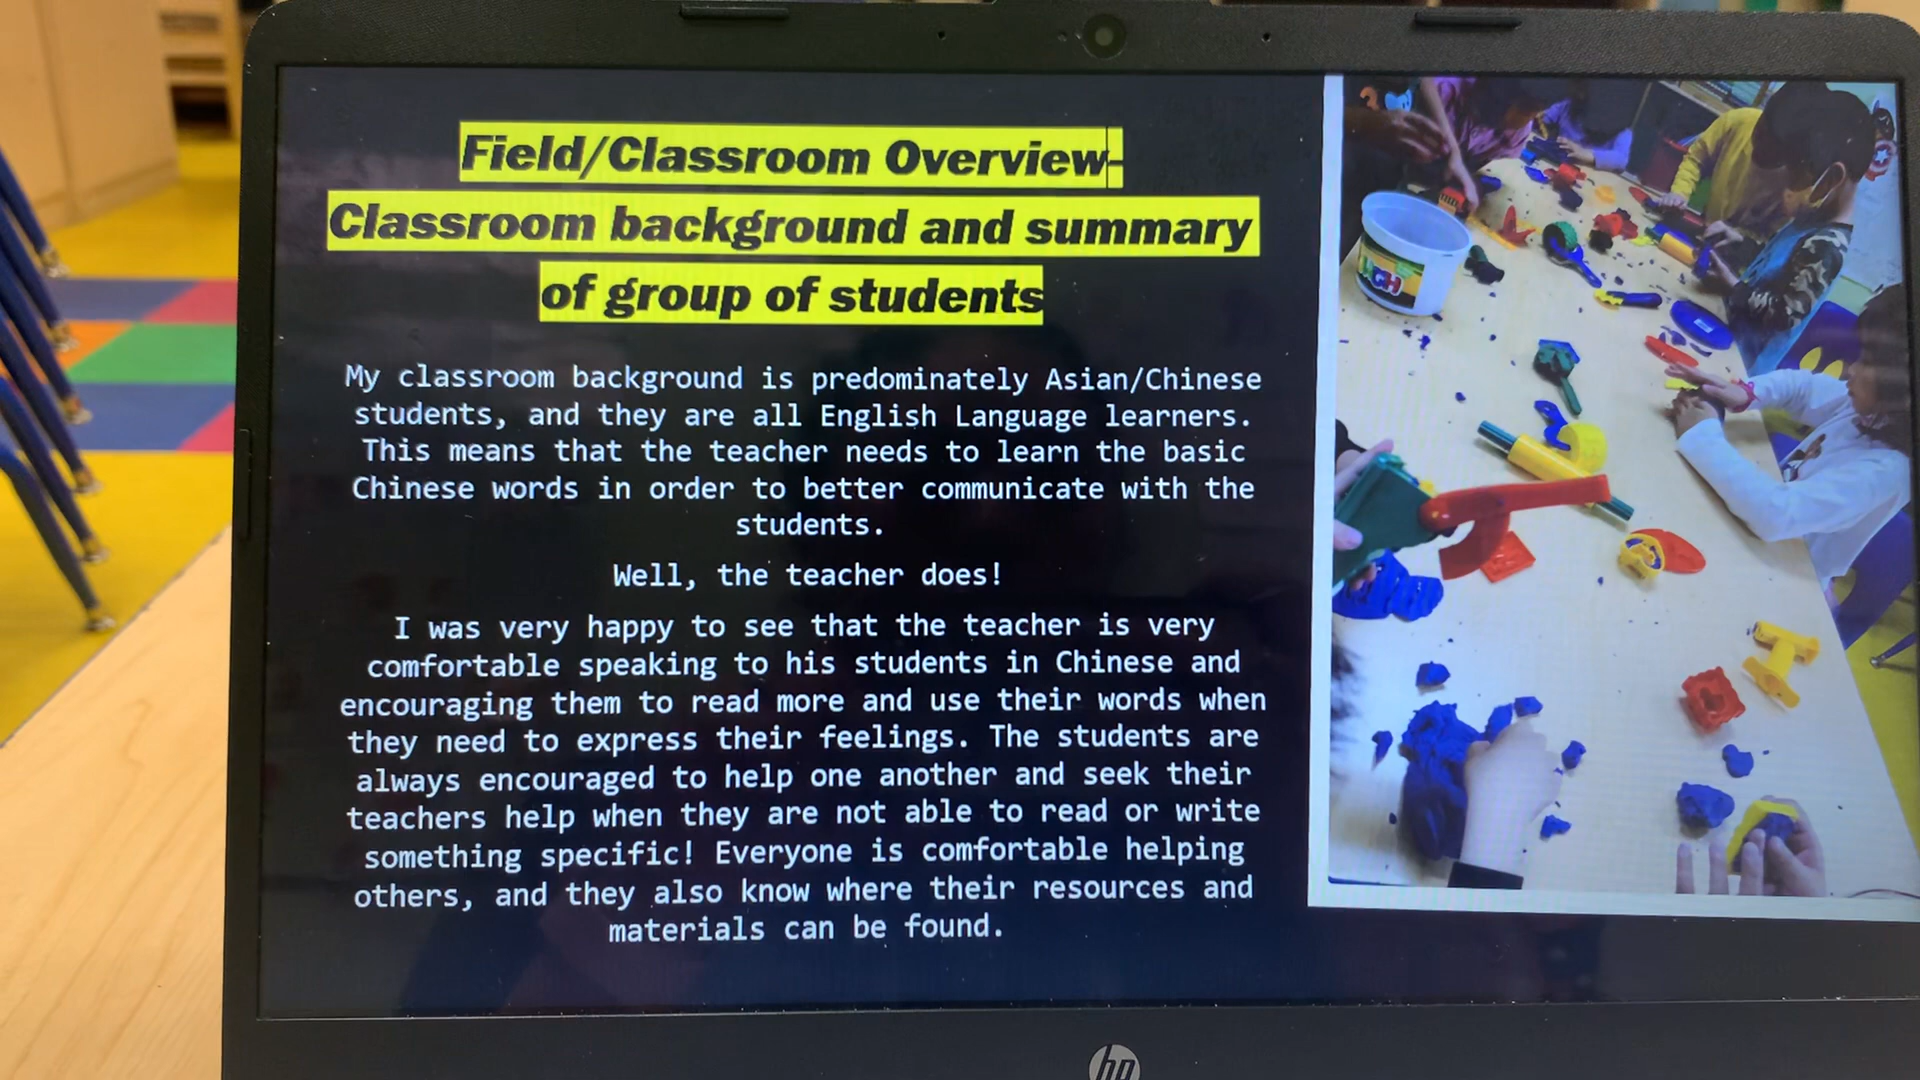 Field/Classroom Overview-
Classroom background and summary
of group of students
My classroom background is predominately Asian/Chinese
students, and they are all English Language learners.
This means that the teacher needs to learn the basic
Chinese words in order to better communicate with the
students.
Well, the teacher does!
I was very happy to see that the teacher is very
comfortable speaking to his students in Chinese and
encouraging them to read more and use their words when
they need to express their feelings. The students are
always encouraged to help one another and seek their
teachers help when they are not able to read or write
something specific! Everyone is comfortable helping
others, and they also know where their resources and
materials can be found.
hp